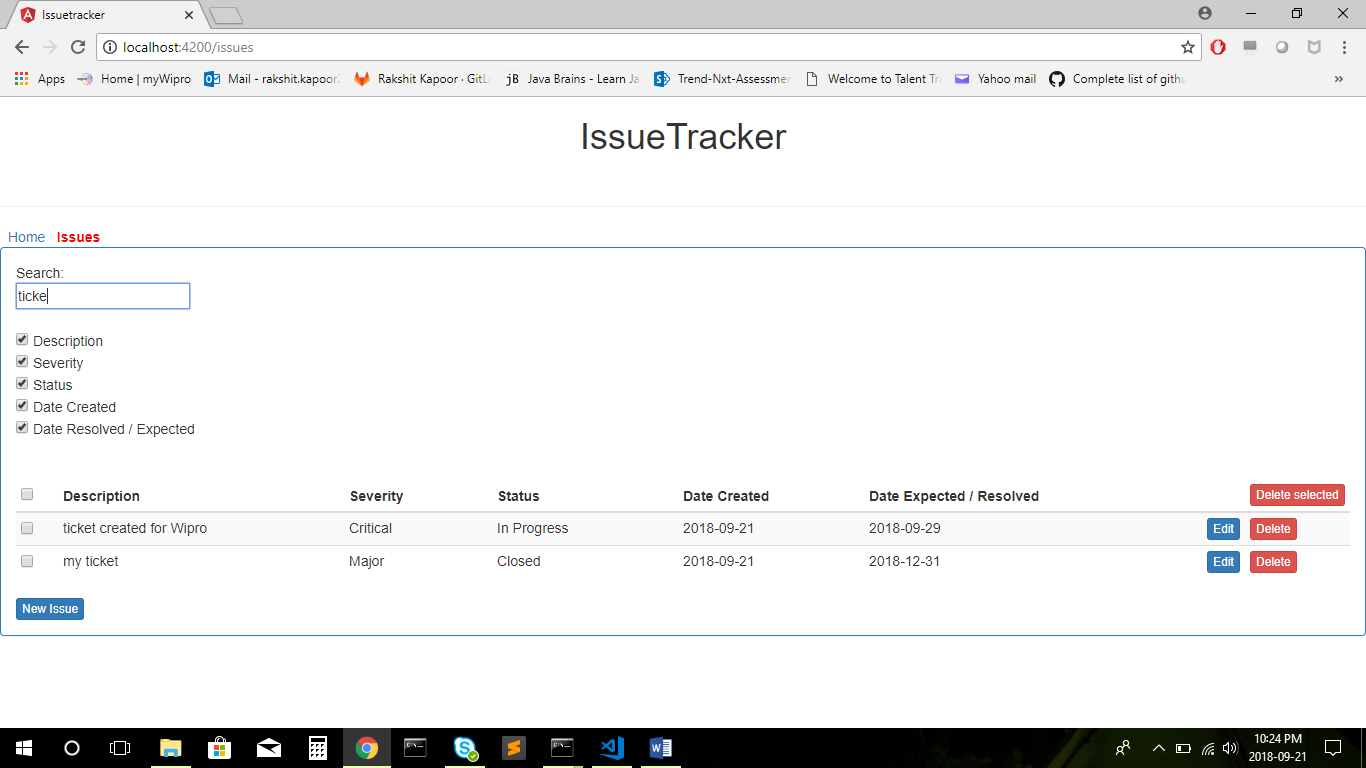 Issuetracker
localhost:4200/issues
Apps Home | myWipro Mail - rakshit.kapoor Rakshit Kapoor · GitL jB Java Brains - Learn Ja Trend-Nxt-Assessmen Welcome to Talent Tr Yahoo mail Complete list of githu »
IssueTracker
Home Issues
Search:
ticke
Description
Severity
Status
Date Created
Date Resolved / Expected
Description Severity Status Date Created Date Expected / Resolved Delete selected
ticket created for Wipro Critical In Progress 2018-09-21 2018-09-29 Edit Delete
my ticket Major Closed 2018-09-21 2018-12-31 Edit Delete
New Issue
10:24 PM
2018-09-21